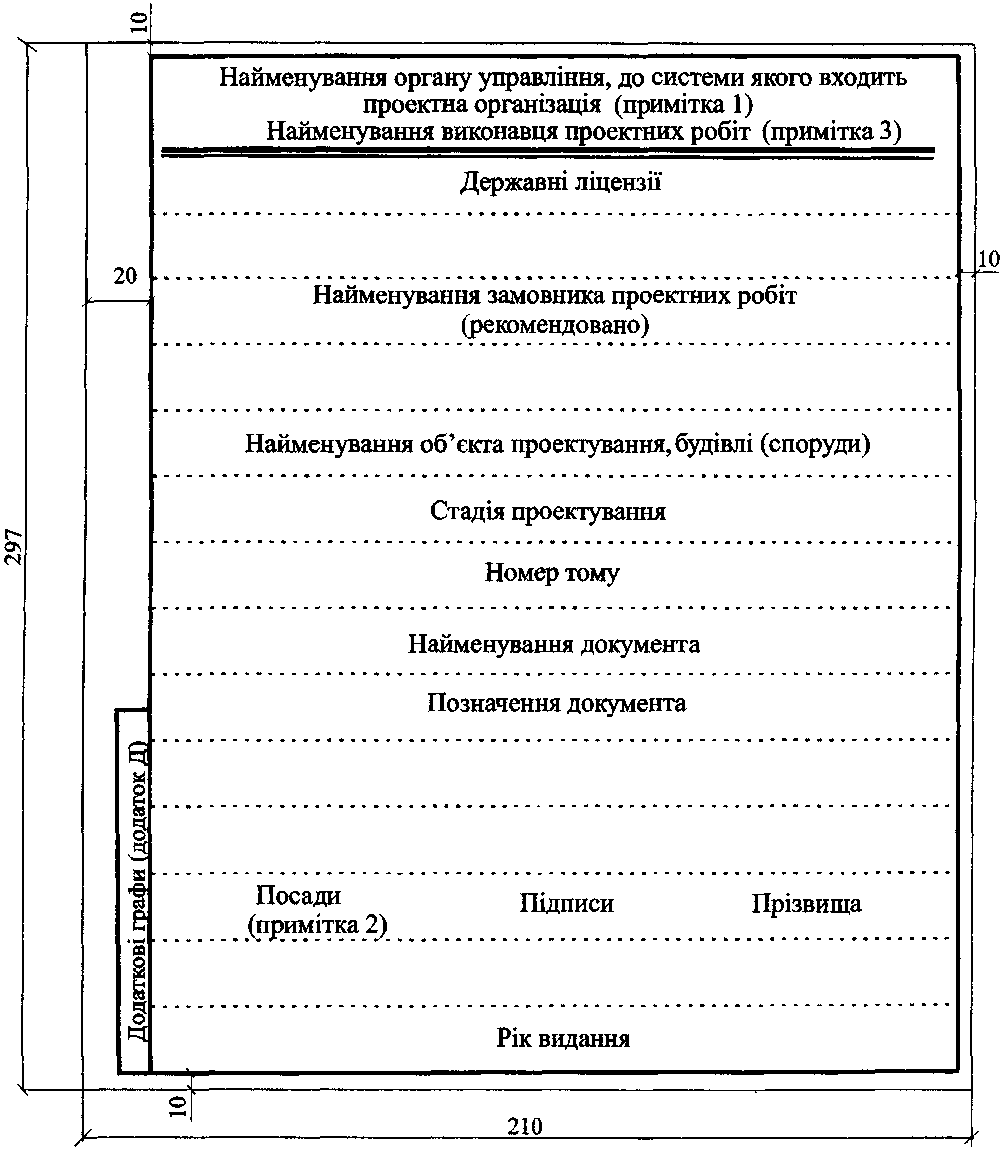 10
Найменування органу управління, до системи якого входить
проектна організація (примітка 1)
Найменування виконавця проектних робіт (примітка 3)
Державні ліцензії
20
10
Найменування замовника проектних робіт
(рекомендовано)
Найменування об’єкта проектування, будівлі (споруди)
Стадія проектування
297
Номер тому
Найменування документа
Позначення документа
Додаткові графи (додаток Д)
Посади Підписи Прізвища
(примітка 2)
Рік видання
10
210